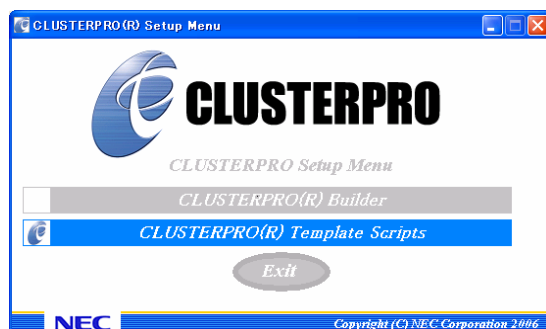 CLUSTERPRO(R) Setup Menu
CLUSTERPRO
CLUSTERPRO Setup Menu
CLUSTERPRO(R) Builder
CLUSTERPRO(R) Template Scripts
Exit
NEC
Copyright (C) NEC Corporation 2006